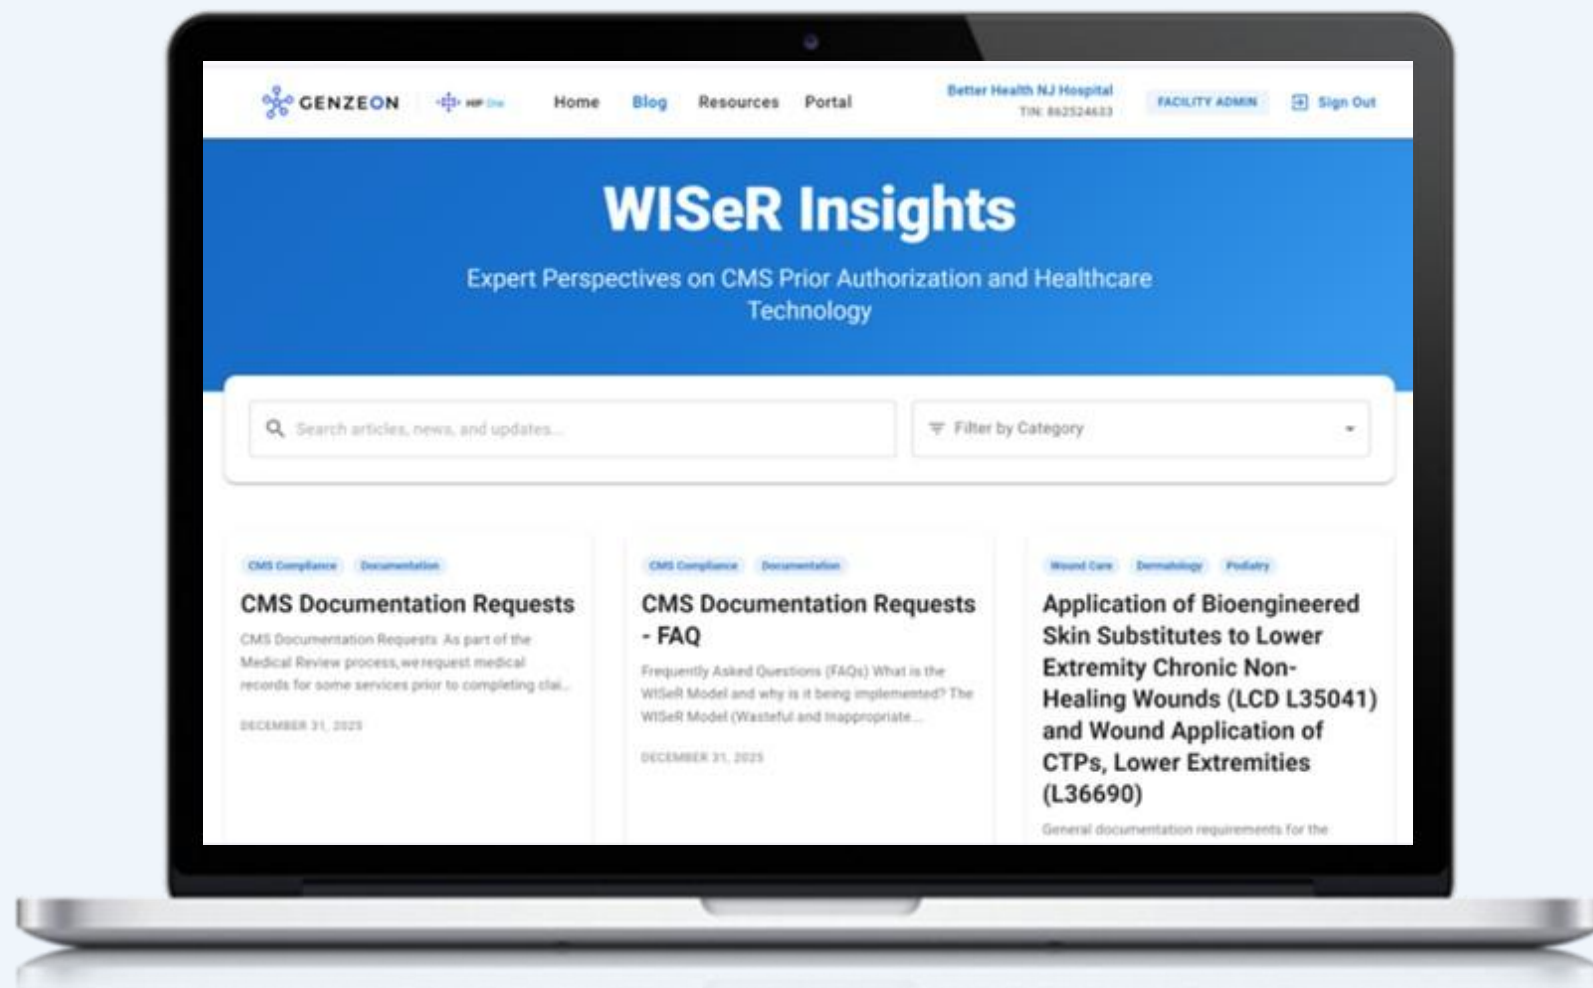 GENZEON HIP One Home Blog Resources Portal Better Health NJ Hospital FACILITY ADMIN Sign Out
TIN: 862524633
WISeR Insights
Expert Perspectives on CMS Prior Authorization and Healthcare
Technology
Search articles, news, and updates...
Filter by Category
CMS Compliance Documentation
CMS Documentation Requests
CMS Documentation Requests As part of the
Medical Review process, we request medical
records for some services prior to completing clai...
DECEMBER 31, 2025
CMS Compliance Documentation
CMS Documentation Requests
- FAQ
Frequently Asked Questions (FAQs) What is the
WISeR Model and why is it being implemented? The
WISeR Model (Wasteful and Inappropriate...
DECEMBER 31, 2025
Wound Care Dermatology Podiatry
Application of Bioengineered
Skin Substitutes to Lower
Extremity Chronic Non-
Healing Wounds (LCD L35041)
and Wound Application of
CTPs, Lower Extremities
(L36690)
General documentation requirements for the